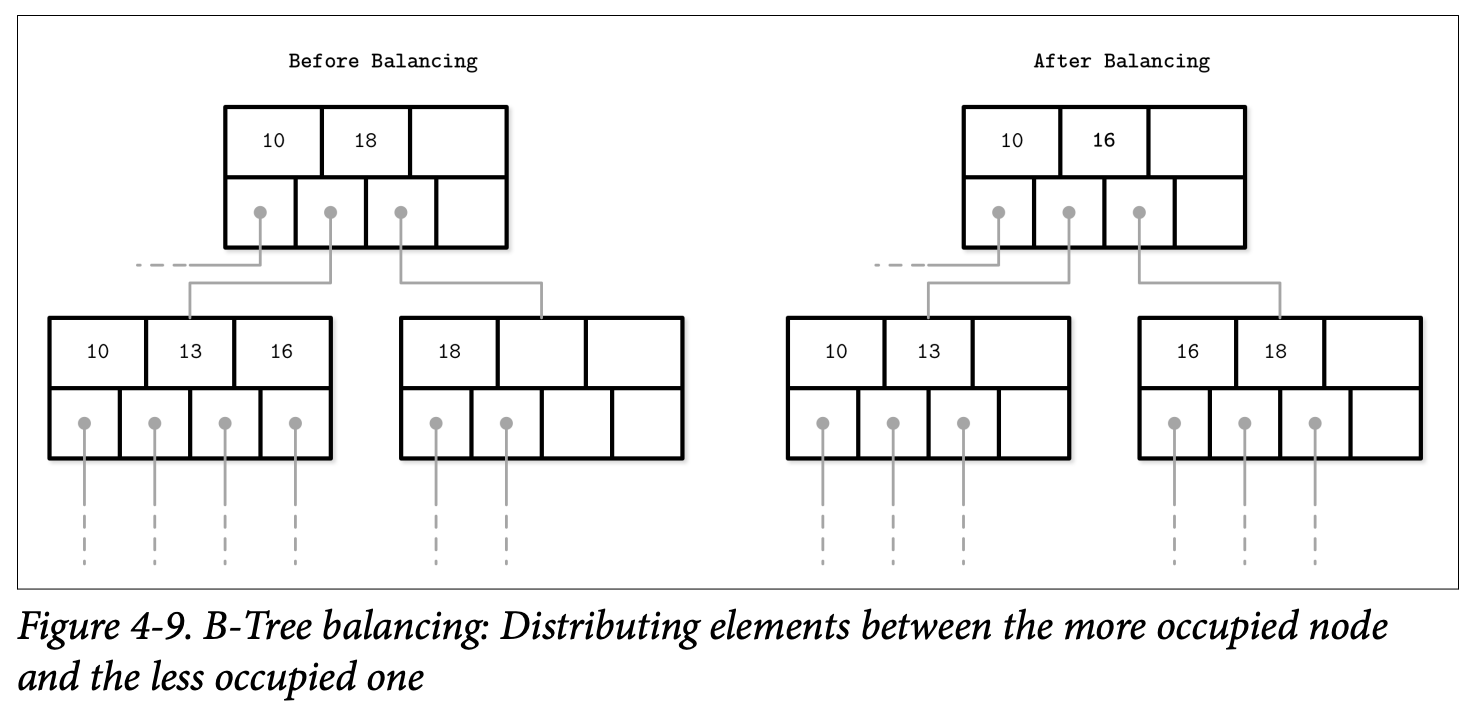 Before Balancing
After Balancing
10 18
10 16
10 13 16
18
10 13
16 18
Figure 4-9. B-Tree balancing: Distributing elements between the more occupied node
and the less occupied one